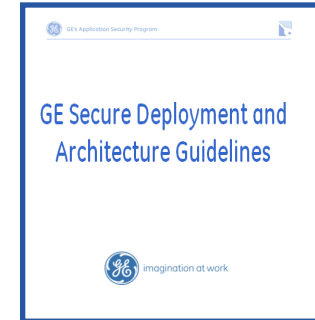 GE's Application Security Program
GE Secure Deployment and
Architecture Guidelines
imagination at work